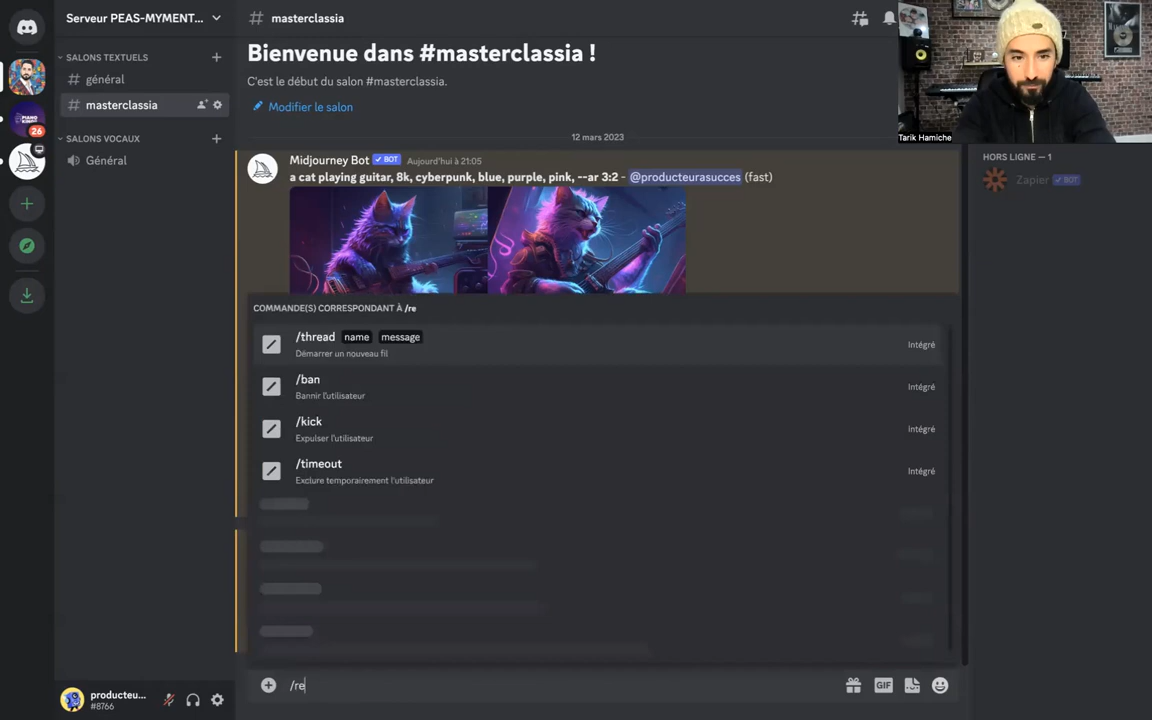 Serveur PEAS-MYMENT...
SALONS TEXTUELS
général
masterclassia
SALONS VOCAUX
Général
26
producteu...
#8766
masterclassia
Bienvenue dans #masterclassia !
C'est le début du salon #masterclassia.
Modifier le salon
12 mars 2023
Midjourney Bot BOT Aujourd'hui à 21:05
a cat playing guitar, 8k, cyberpunk, blue, purple, pink, --ar 3:2 - @producteurasucces (fast)
COMMANDE(S) CORRESPONDANT À /re
/thread name message
Démarrer un nouveau fil
Intégré
/ban
Bannir l'utilisateur
Intégré
/kick
Expulser l'utilisateur
Intégré
/timeout
Exclure temporairement l'utilisateur
Intégré
/re
GIF
Tarik Hamiche
HORS LIGNE — 1
Zapier BOT